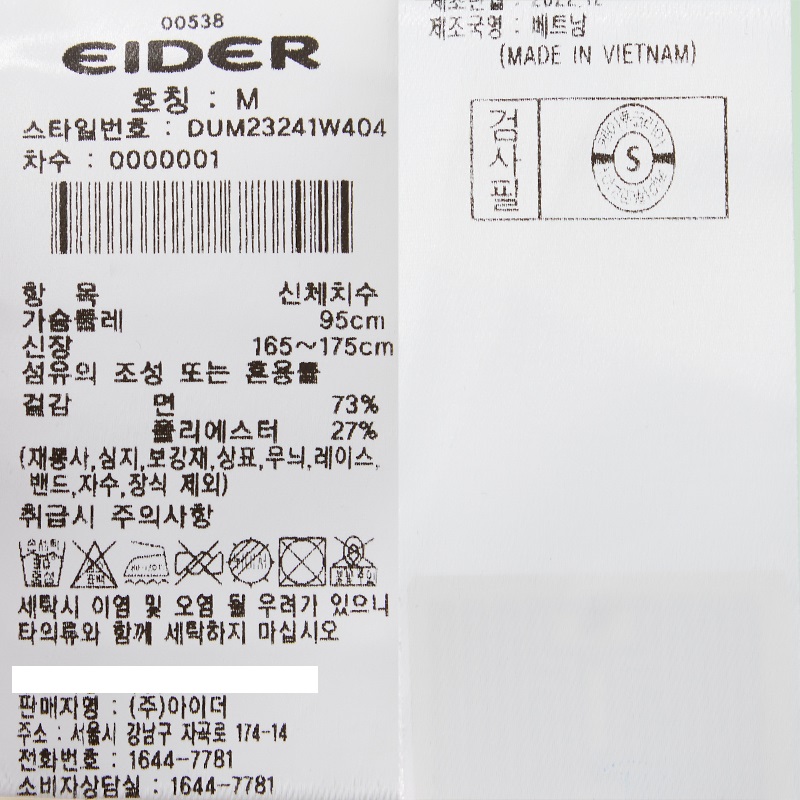 00538
EIDER
호칭 : M
스타일번호 : DUM23241W404
차수 : 0000001
항 목 신체치수
가슴둘레 95cm
신장 165~175cm
섬유의 조성 또는 혼용률
겉감 면 73%
폴리에스터 27%
(재봉사,심지,보강재,상표,무늬,레이스,
밴드,자수,장식 제외)
취급시 주의사항
세탁시 이염 및 오염 될 우려가 있으니
타의류와 함께 세탁하지 마십시오
판매자명 : (주)아이더
주소 : 서울시 강남구 자곡로 174-14
전화번호 : 1644-7781
소비자상담실 : 1644-7781
제조년월 : 2022.12
제조국명 : 베트남
(MADE IN VIETNAM)
검사필
S